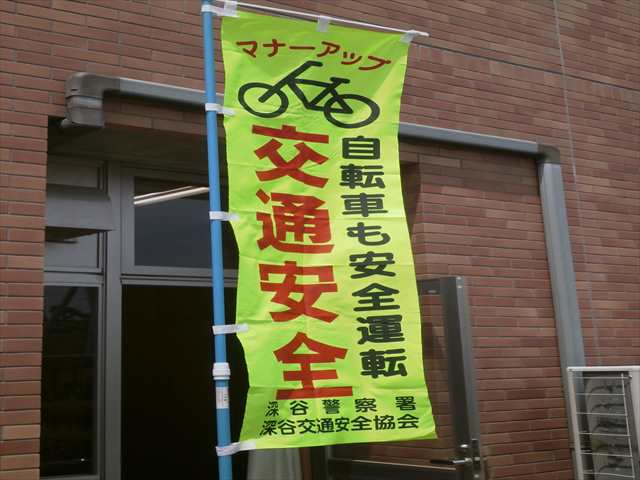 マナーアップ
自転車も安全運転
交通安全
深谷警察署
深谷交通安全協会